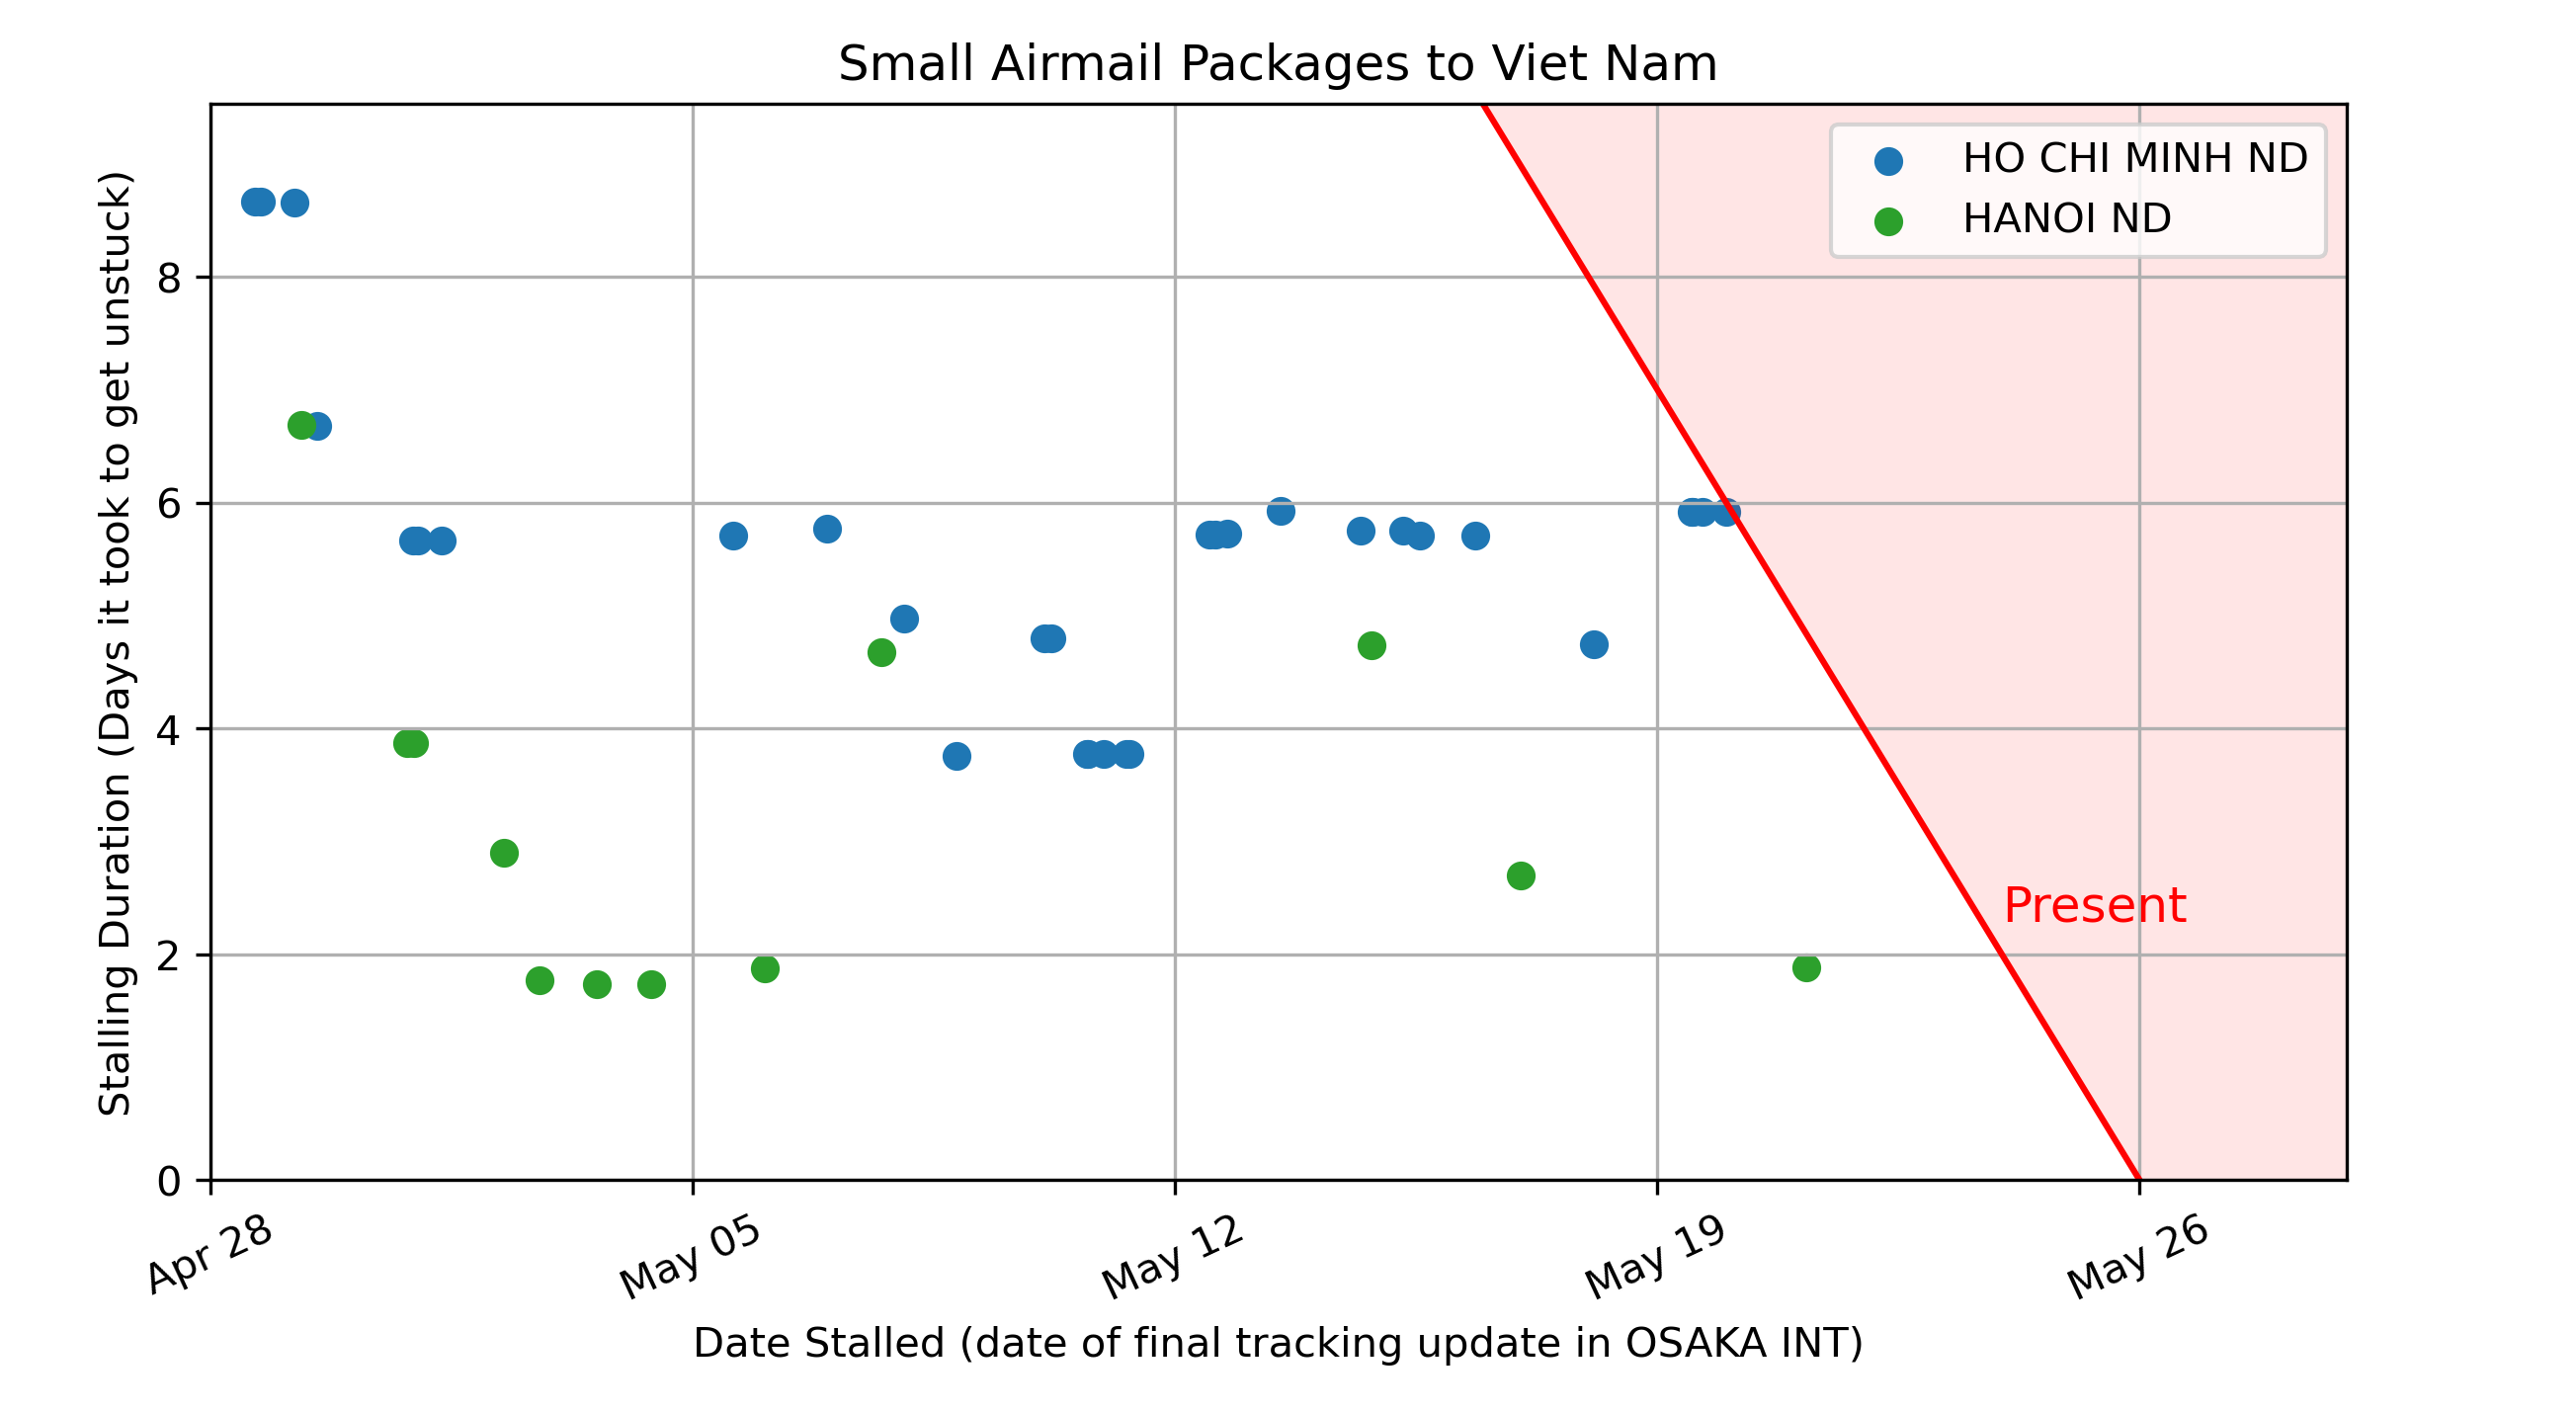 Small Airmail Packages to Viet Nam
HO CHI MINH ND
HANOI ND
Stalling Duration (Days it took to get unstuck)
8
6
4
2
0
Present
Apr 28
May 05
May 12
May 19
May 26
Date Stalled (date of final tracking update in OSAKA INT)